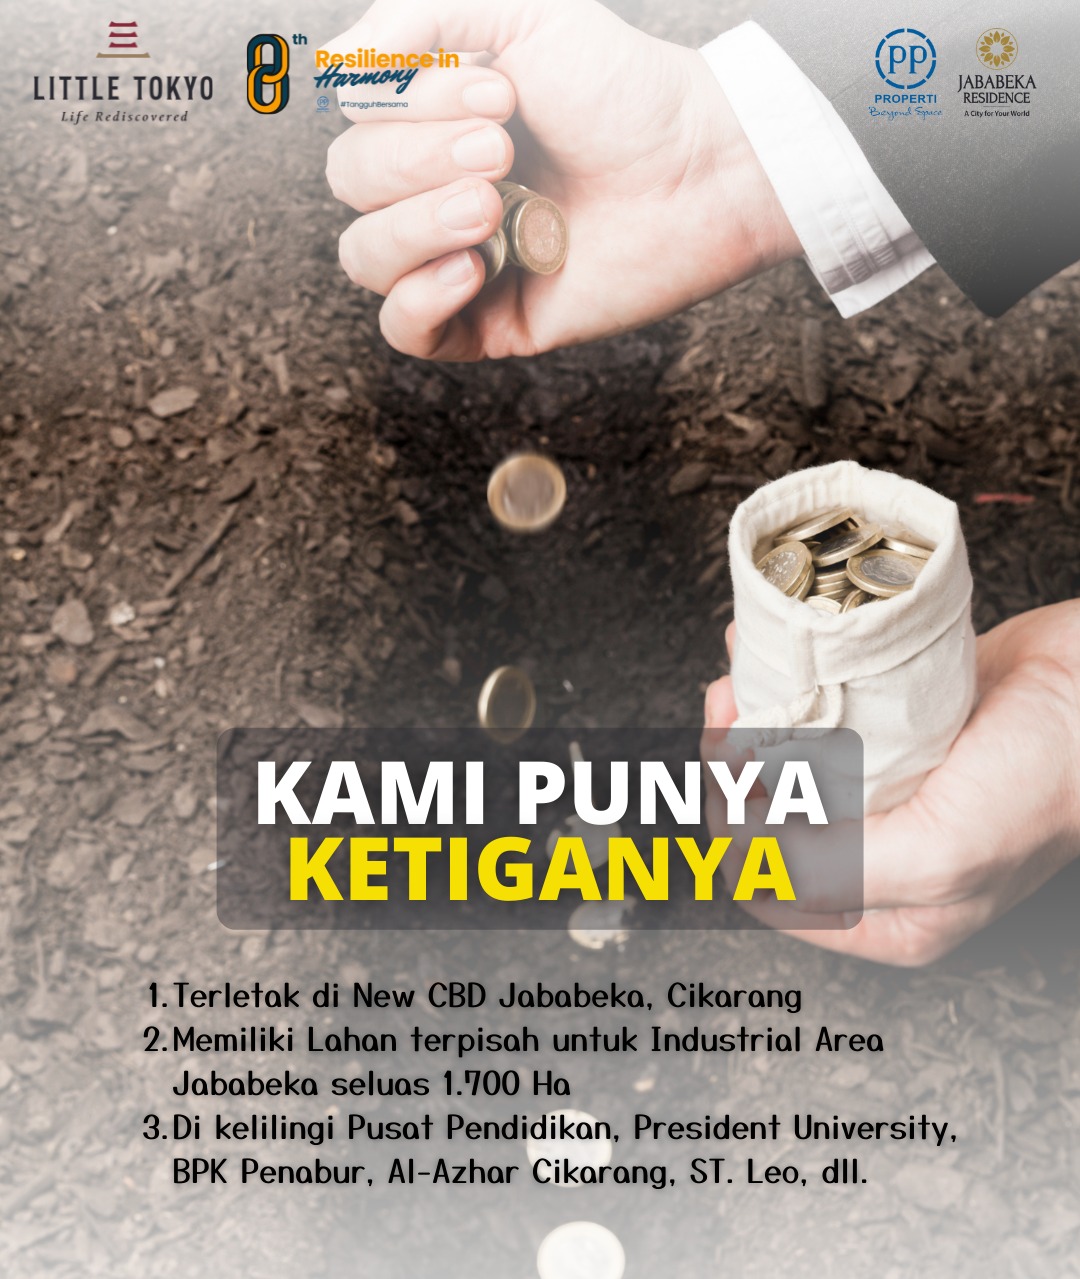 LITTLE TOKYO
Life Rediscovered
8th
Resilience in
Harmony
#TangguhBersama
PP
PROPERTI
Beyond Space
JABABEKA
RESIDENCE
A City for Your World
KAMI PUNYA
KETIGANYA
1. Terletak di New CBD Jababeka, Cikarang
2. Memiliki Lahan terpisah untuk Industrial Area
Jababeka seluas 1.700 Ha
3. Di kelilingi Pusat Pendidikan, President University,
BPK Penabur, Al-Azhar Cikarang, ST. Leo, dll.